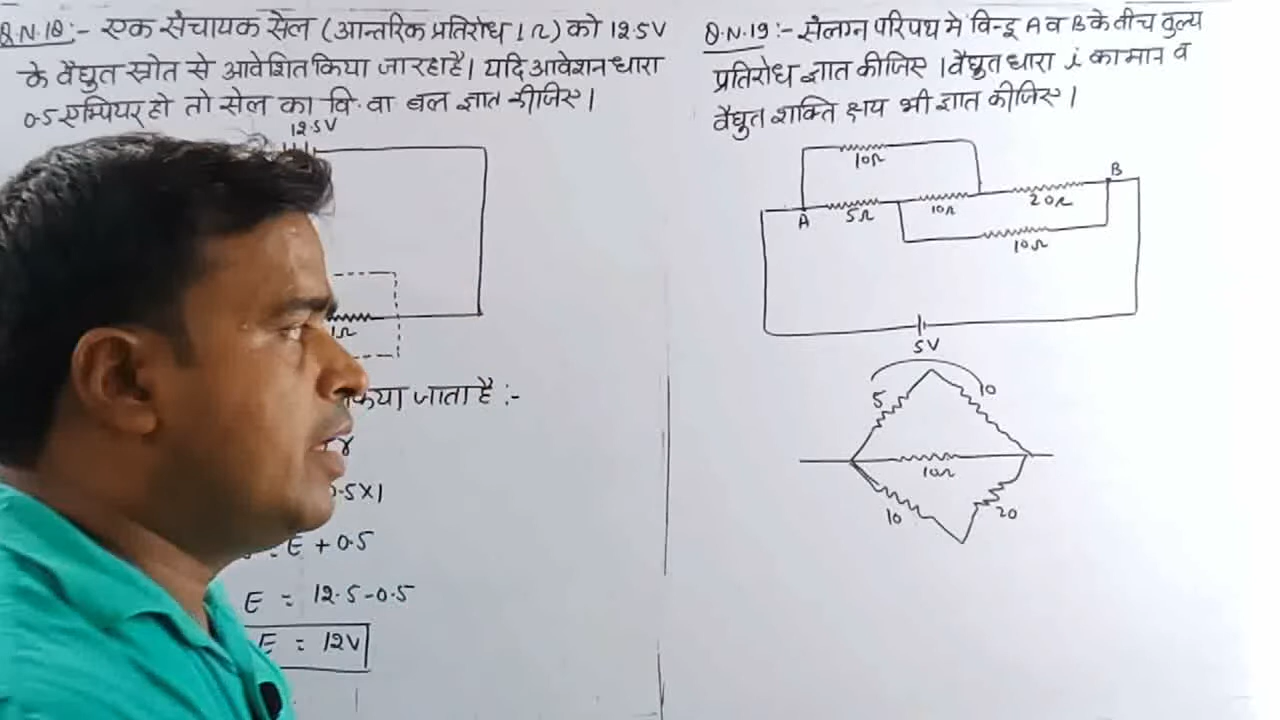 Q.N.18:- एक संचायक सेल (आन्तरिक प्रतिरोध 1Ω) को 12.5V
के वैद्युत स्रोत से आवेशित किया जा रहा है। यदि आवेशन धारा
0.5 एम्पियर हो तो सेल का वि. वा बल ज्ञात कीजिए।
12.5V
1Ω
किया जाता है :-
0.5X1
E + 0.5
E = 12.5-0.5
E = 12V
Q.N.19:- संलग्न परिपथ मे विन्दु A व B के बीच तुल्य
प्रतिरोध ज्ञात कीजिए । वैद्युत धारा i का मान व
वैद्युत शक्ति क्षय भी ज्ञात कीजिए।
10Ω
B
A
5Ω
10Ω
20Ω
10Ω
5V
5
10
10Ω
10
20